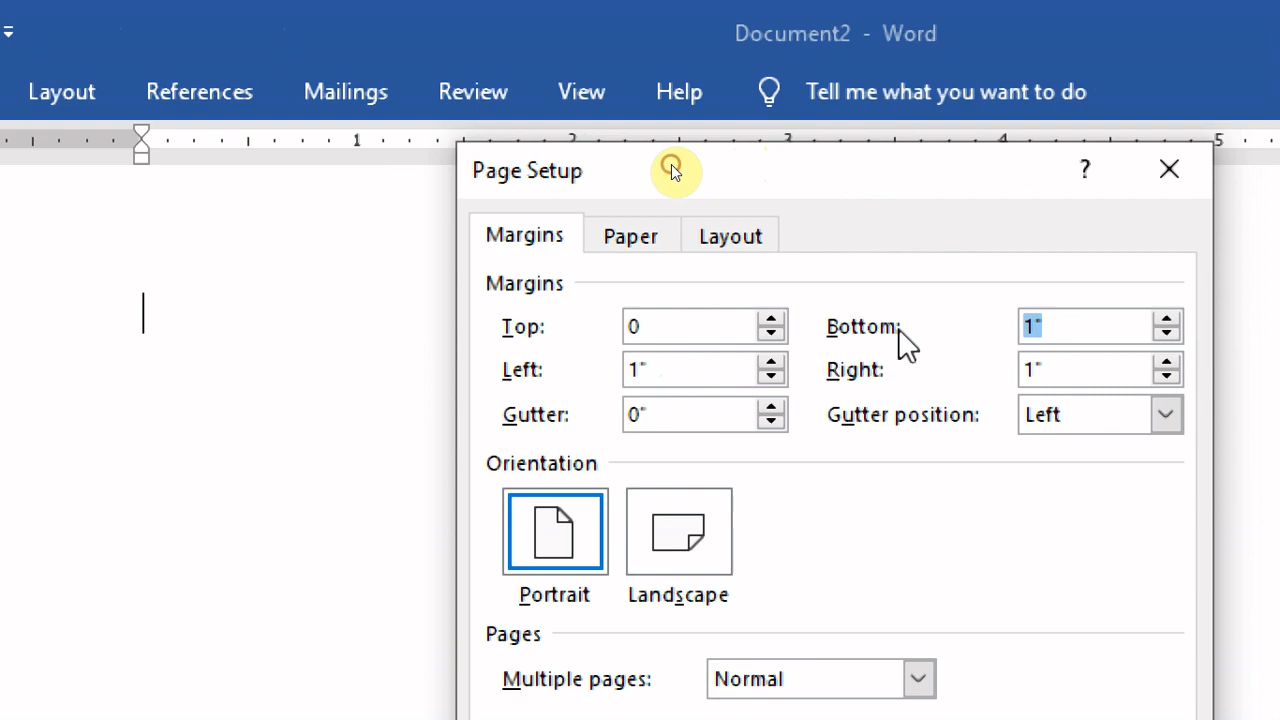 Document2 - Word
Layout References Mailings Review View Help Tell me what you want to do
1 2 3 4 5
Page Setup ?
Margins Paper Layout
Margins
Top: 0 Bottom: 1"
Left: 1" Right: 1"
Gutter: 0" Gutter position: Left
Orientation
Portrait Landscape
Pages
Multiple pages: Normal